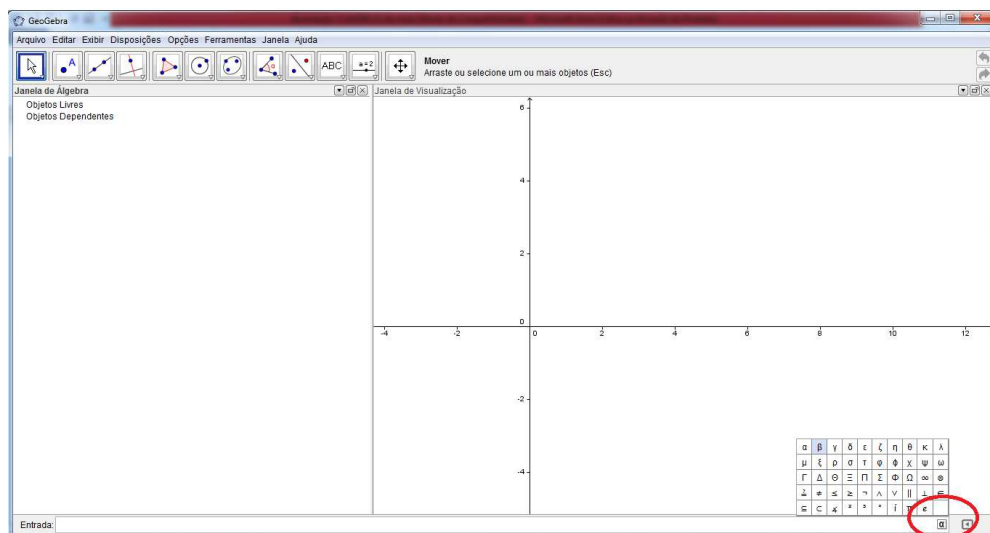 GeoGebra
Arquivo Editar Exibir Disposições Opções Ferramentas Janela Ajuda
A
ABC
a=2
Mover
Arraste ou selecione um ou mais objetos (Esc)
Janela de Álgebra
Janela de Visualização
Objetos Livres
Objetos Dependentes
6
4
2
0
-4 -2 0 2 4 6 8 10 12
-2
-4
α β γ δ ε ζ η θ κ λ
μ ξ ρ σ τ φ ϕ χ ψ ω
Γ Δ Θ Ξ Π Σ Φ Ω ∞ ⊗
≟ ≠ ≤ ≥ ¬ ∧ ∨ ∥ ⊥ ∈
⊆ ⊂ ∡ ² ³ ° í π
Entrada:
α